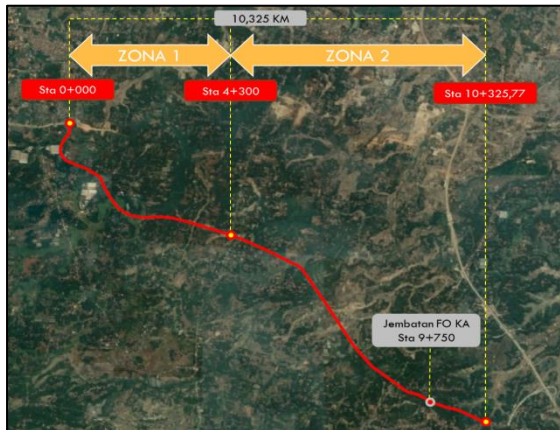 10,325 KM
ZONA 1
ZONA 2
Sta 0+000
Sta 4+300
Sta 10+325,77
Jembatan FO KA
Sta 9+750